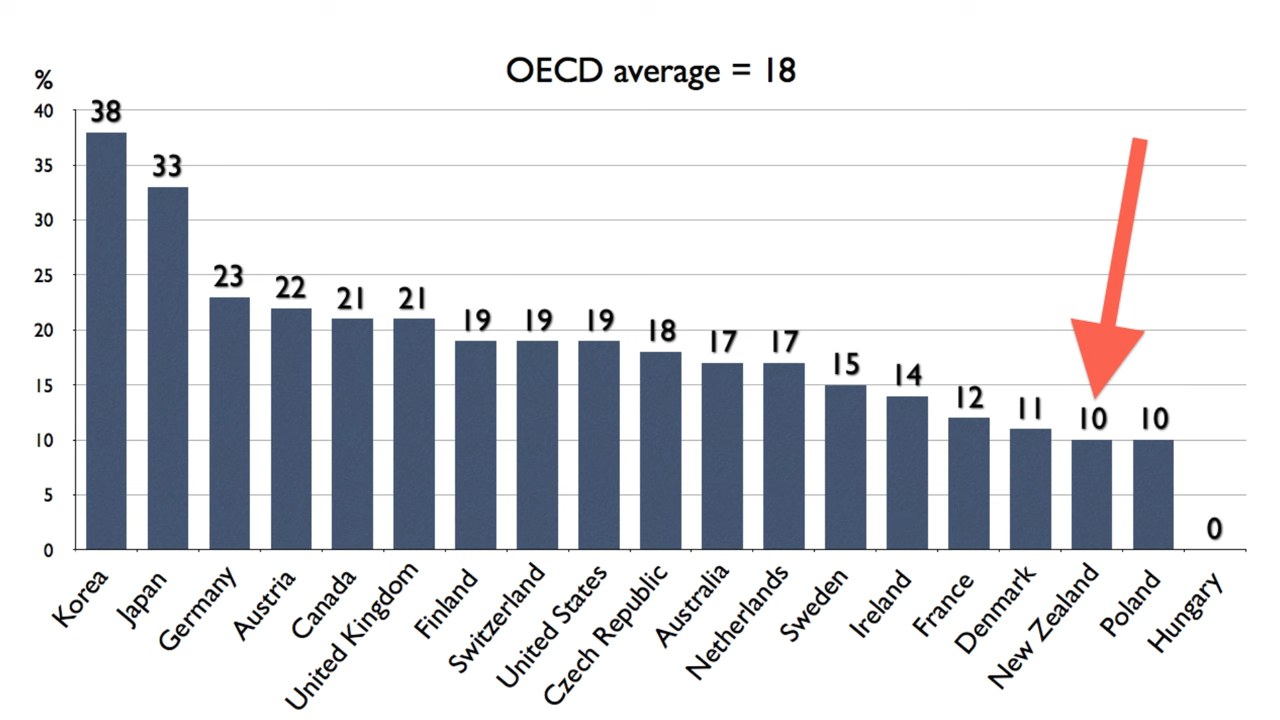 OECD average = 18
%
40
35
30
25
20
15
10
5
0
38
33
23
22
21
21
19
19
19
18
17
17
15
14
12
11
10
10
0
Korea
Japan
Germany
Austria
Canada
United Kingdom
Finland
Switzerland
United States
Czech Republic
Australia
Netherlands
Sweden
Ireland
France
Denmark
New Zealand
Poland
Hungary